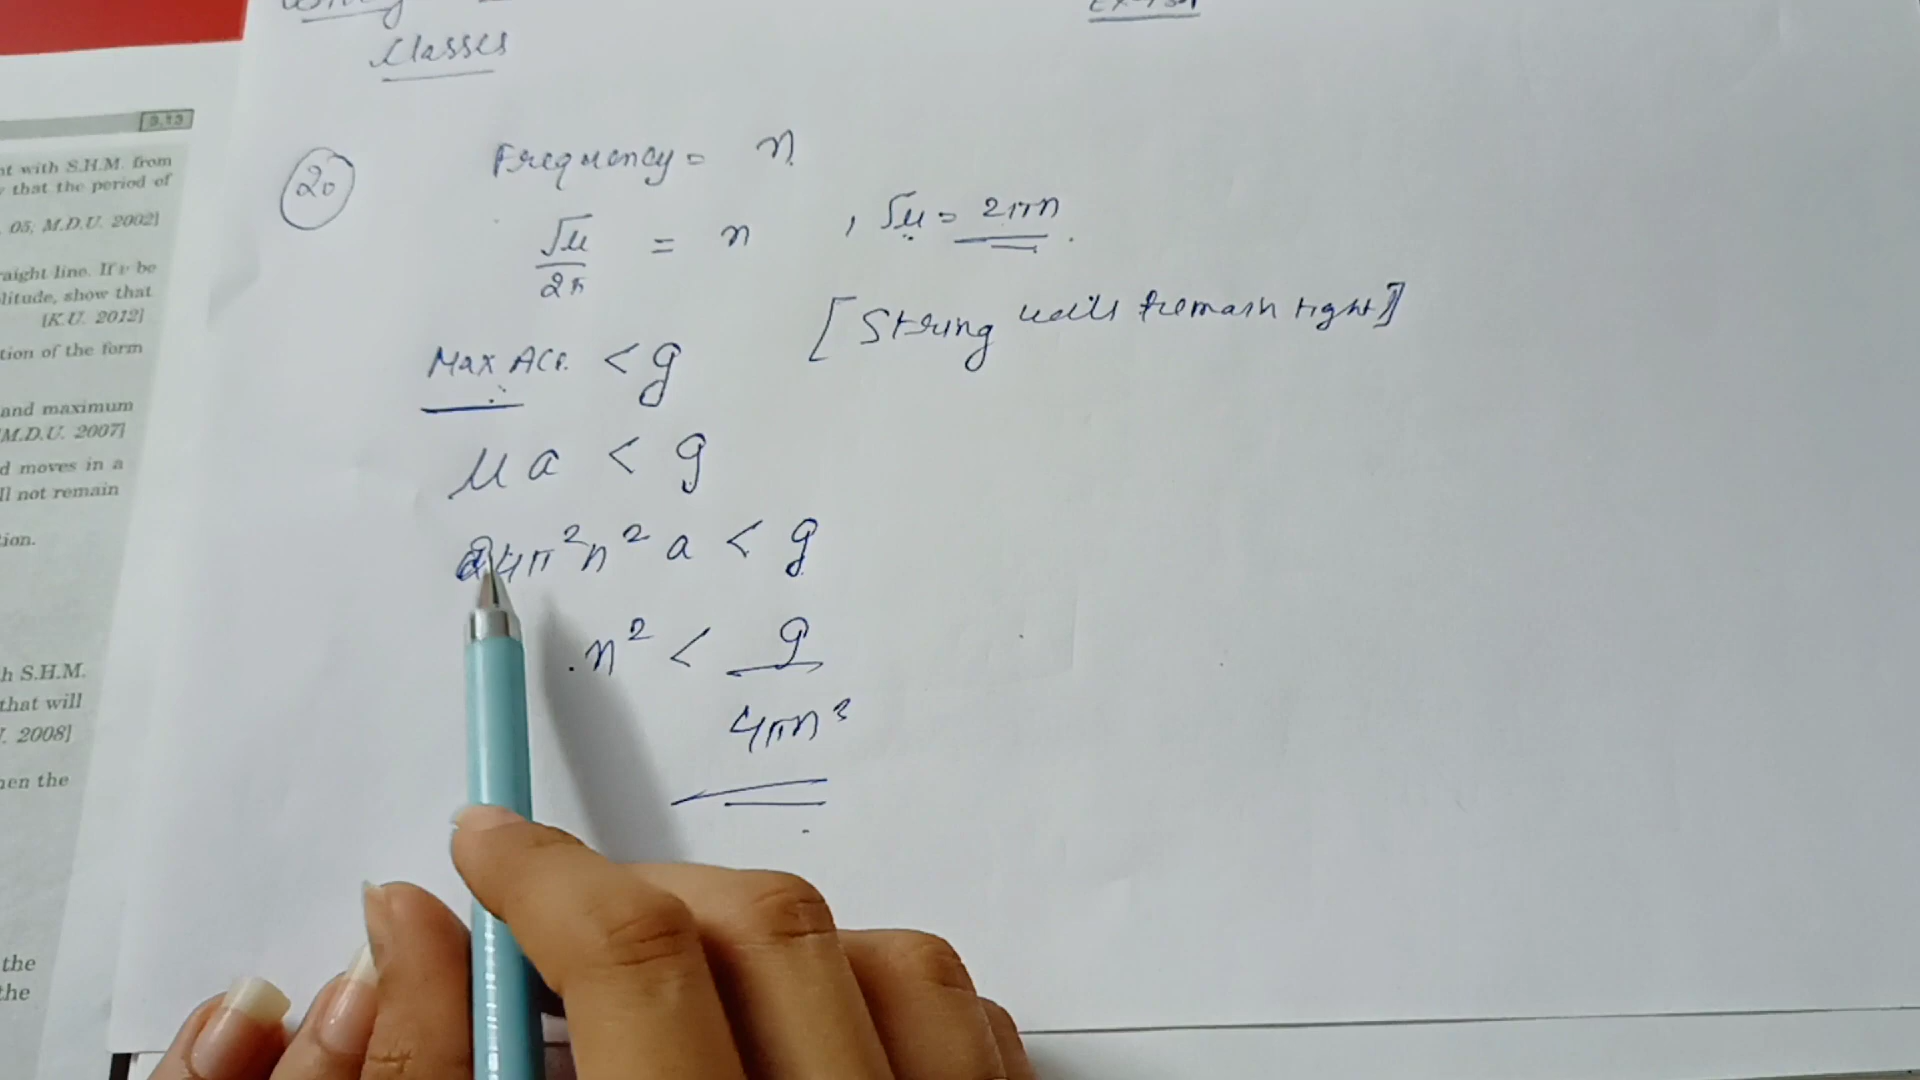 Classes
3.13
nt with S.H.M. from
that the period of
05; M.D.U. 2002]
raight line. If v be
litude, show that
[K.U. 2012]
tion of the form
and maximum
[M.D.U. 2007]
d moves in a
ll not remain
tion.
h S.H.M.
that will
. 2008]
hen the
the
the
20
Frequency = n
√μ/2π = n , √μ = 2πn
[String will remain tight]
Max Acc. < g
μa < g
4π²n²a < g
n² < g
4πn³